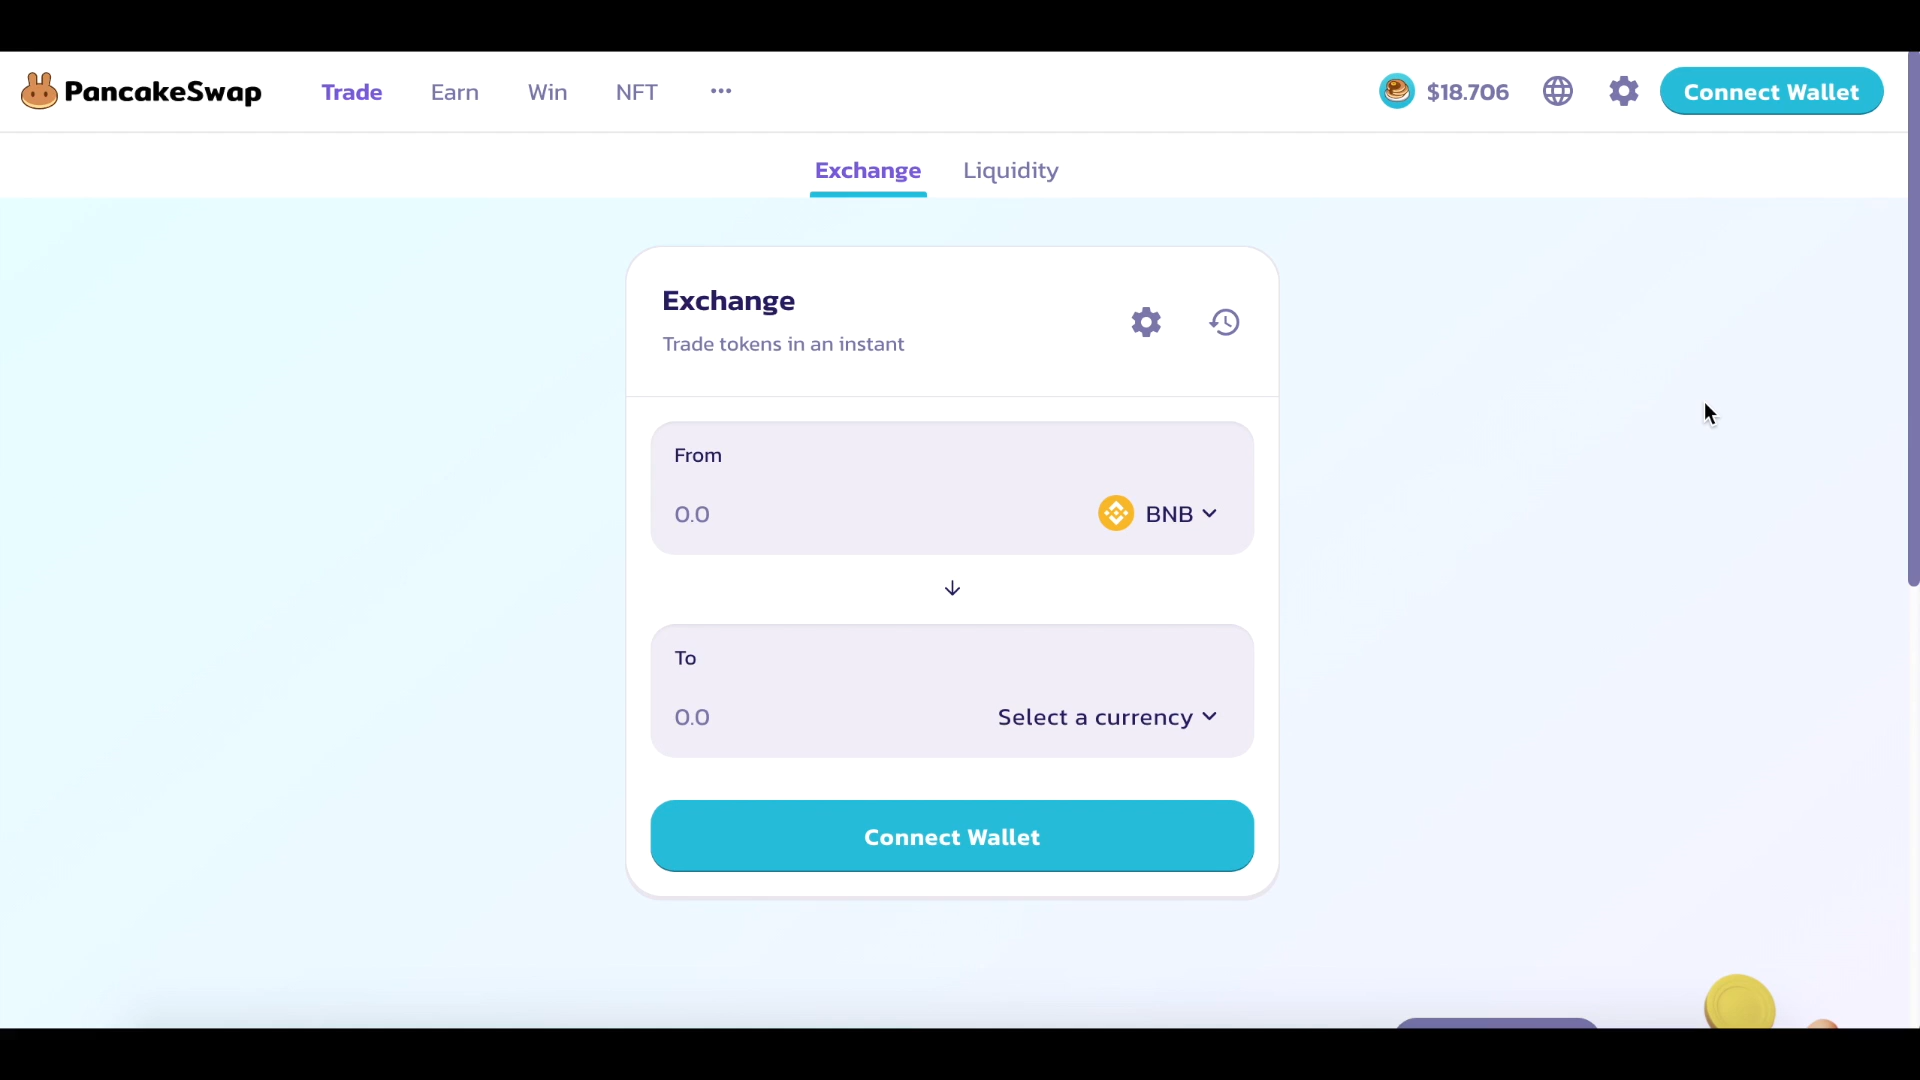 PancakeSwap Trade Earn Win NFT ... $18.706 Connect Wallet
Exchange Liquidity
Exchange
Trade tokens in an instant
From
0.0 BNB
To
0.0 Select a currency
Connect Wallet